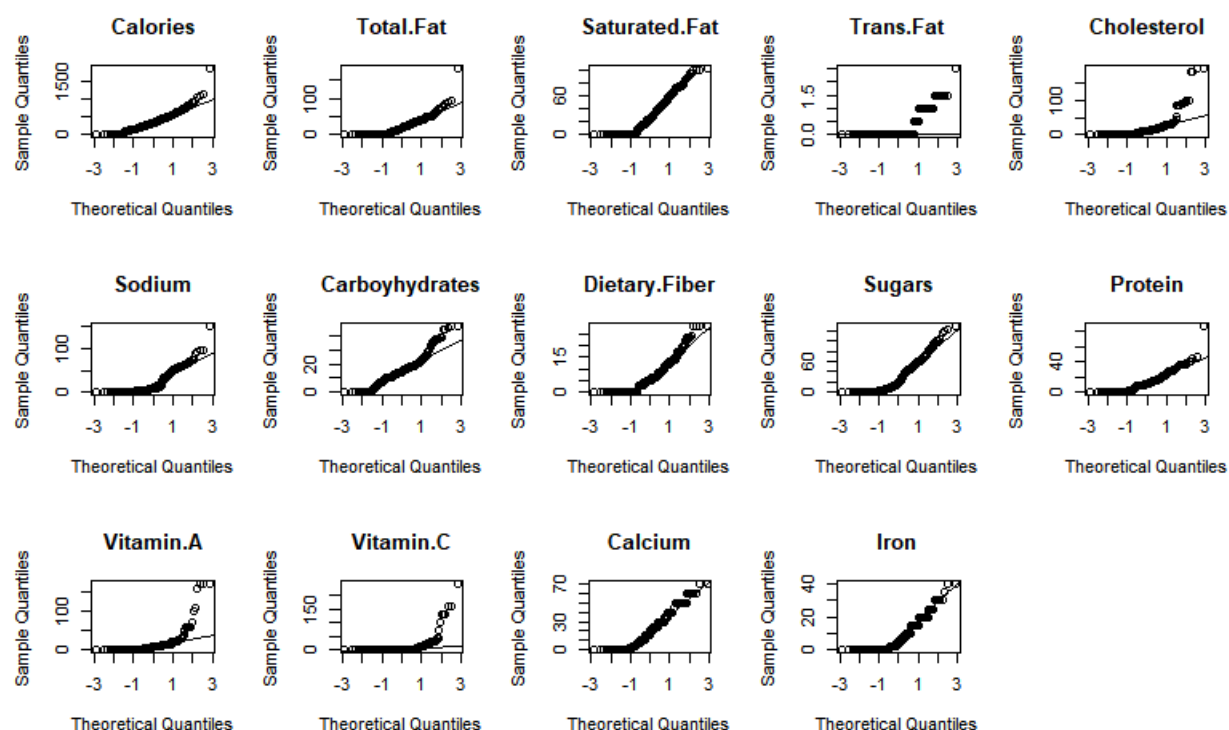 Calories
Sample Quantiles
0 1500
-3 -1 1 3
Theoretical Quantiles
Total.Fat
Sample Quantiles
0 100
-3 -1 1 3
Theoretical Quantiles
Saturated.Fat
Sample Quantiles
0 60
-3 -1 1 3
Theoretical Quantiles
Trans.Fat
Sample Quantiles
0.0 1.5
-3 -1 1 3
Theoretical Quantiles
Cholesterol
Sample Quantiles
0 100
-3 -1 1 3
Theoretical Quantiles
Sodium
Sample Quantiles
0 100
-3 -1 1 3
Theoretical Quantiles
Carboyhydrates
Sample Quantiles
0 20
-3 -1 1 3
Theoretical Quantiles
Dietary.Fiber
Sample Quantiles
0 15
-3 -1 1 3
Theoretical Quantiles
Sugars
Sample Quantiles
0 60
-3 -1 1 3
Theoretical Quantiles
Protein
Sample Quantiles
0 40
-3 -1 1 3
Theoretical Quantiles
Vitamin.A
Sample Quantiles
0 100
-3 -1 1 3
Theoretical Quantiles
Vitamin.C
Sample Quantiles
0 150
-3 -1 1 3
Theoretical Quantiles
Calcium
Sample Quantiles
0 30 50 70
-3 -1 1 3
Theoretical Quantiles
Iron
Sample Quantiles
0 20 40
-3 -1 1 3
Theoretical Quantiles